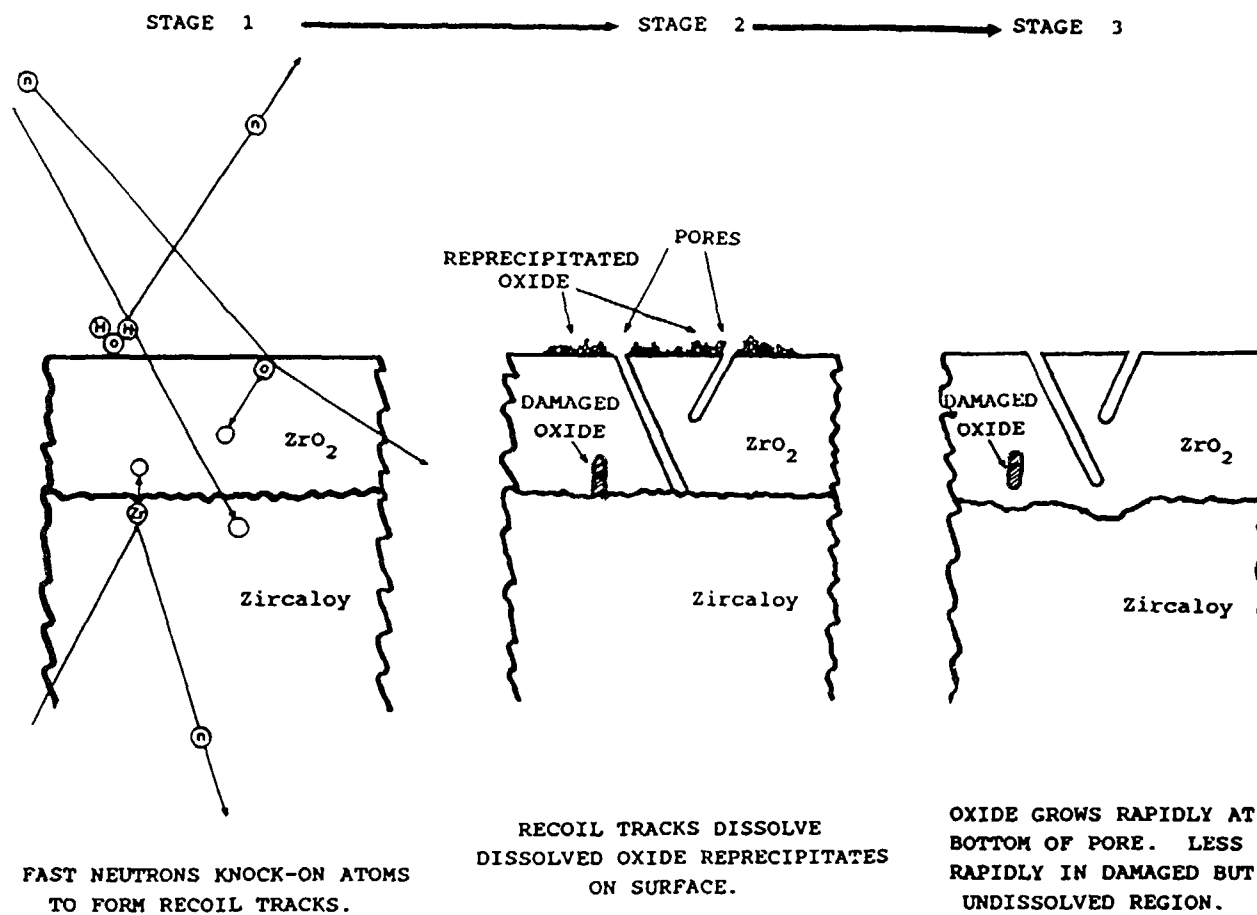 STAGE 1
STAGE 2
STAGE 3
n
n
H
H
O
O
ZrO2
Zr
Zircaloy
n
FAST NEUTRONS KNOCK-ON ATOMS
TO FORM RECOIL TRACKS.
PORES
REPRECIPITATED
OXIDE
DAMAGED
OXIDE
ZrO2
Zircaloy
RECOIL TRACKS DISSOLVE
DISSOLVED OXIDE REPRECIPITATES
ON SURFACE.
DAMAGED
OXIDE
ZrO2
Zircaloy
OXIDE GROWS RAPIDLY AT
BOTTOM OF PORE. LESS
RAPIDLY IN DAMAGED BUT
UNDISSOLVED REGION.